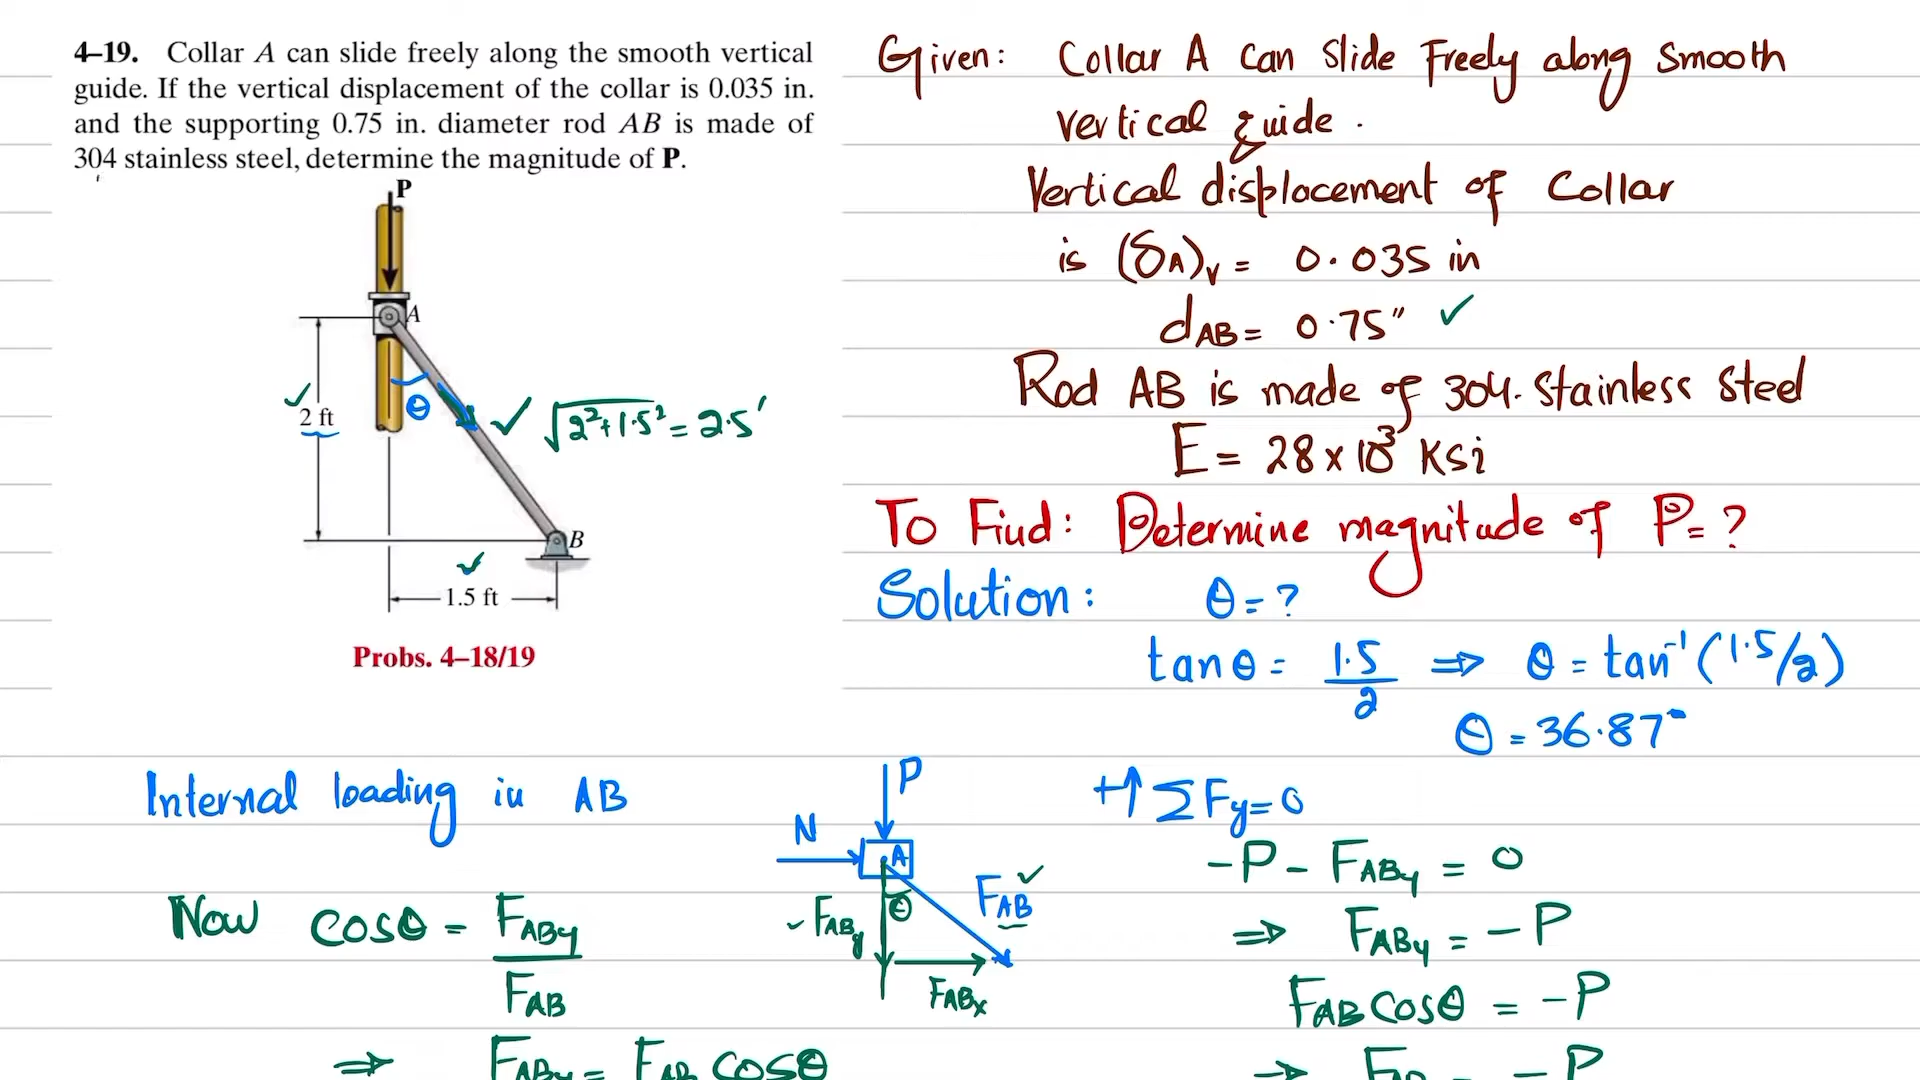 4–19. Collar A can slide freely along the smooth vertical
guide. If the vertical displacement of the collar is 0.035 in.
and the supporting 0.75 in. diameter rod AB is made of
304 stainless steel, determine the magnitude of P.
P
A
θ
2 ft
√2²+1.5² = 2.5'
B
1.5 ft
Probs. 4–18/19
Given: Collar A can slide freely along smooth
vertical guide.
Vertical displacement of Collar
is (δA)v = 0.035 in
dAB = 0.75"
Rod AB is made of 304. Stainless Steel
E = 28×10³ Ksi
To Find: Determine magnitude of P = ?
Solution: θ = ?
tanθ = 1.5/2 ⇒ θ = tan⁻¹(1.5/2)
θ = 36.87°
Internal loading in AB
Now cosθ = FABy/FAB
⇒ FABy = FAB cosθ
P
N
A
θ
FAB
-FABy
FABx
+↑ ΣFy=0
-P - FABy = 0
⇒ FABy = -P
FAB Cosθ = -P